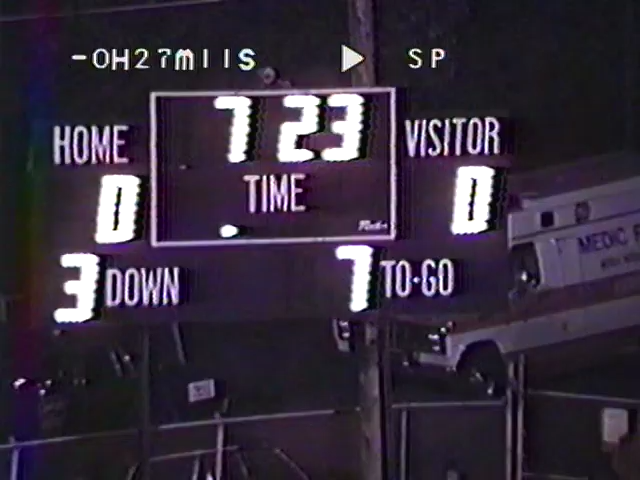 -0H27m11s ▶ SP
7 23
HOME
VISITOR
TIME
0
0
3 DOWN
7 TO·GO
MEDIC